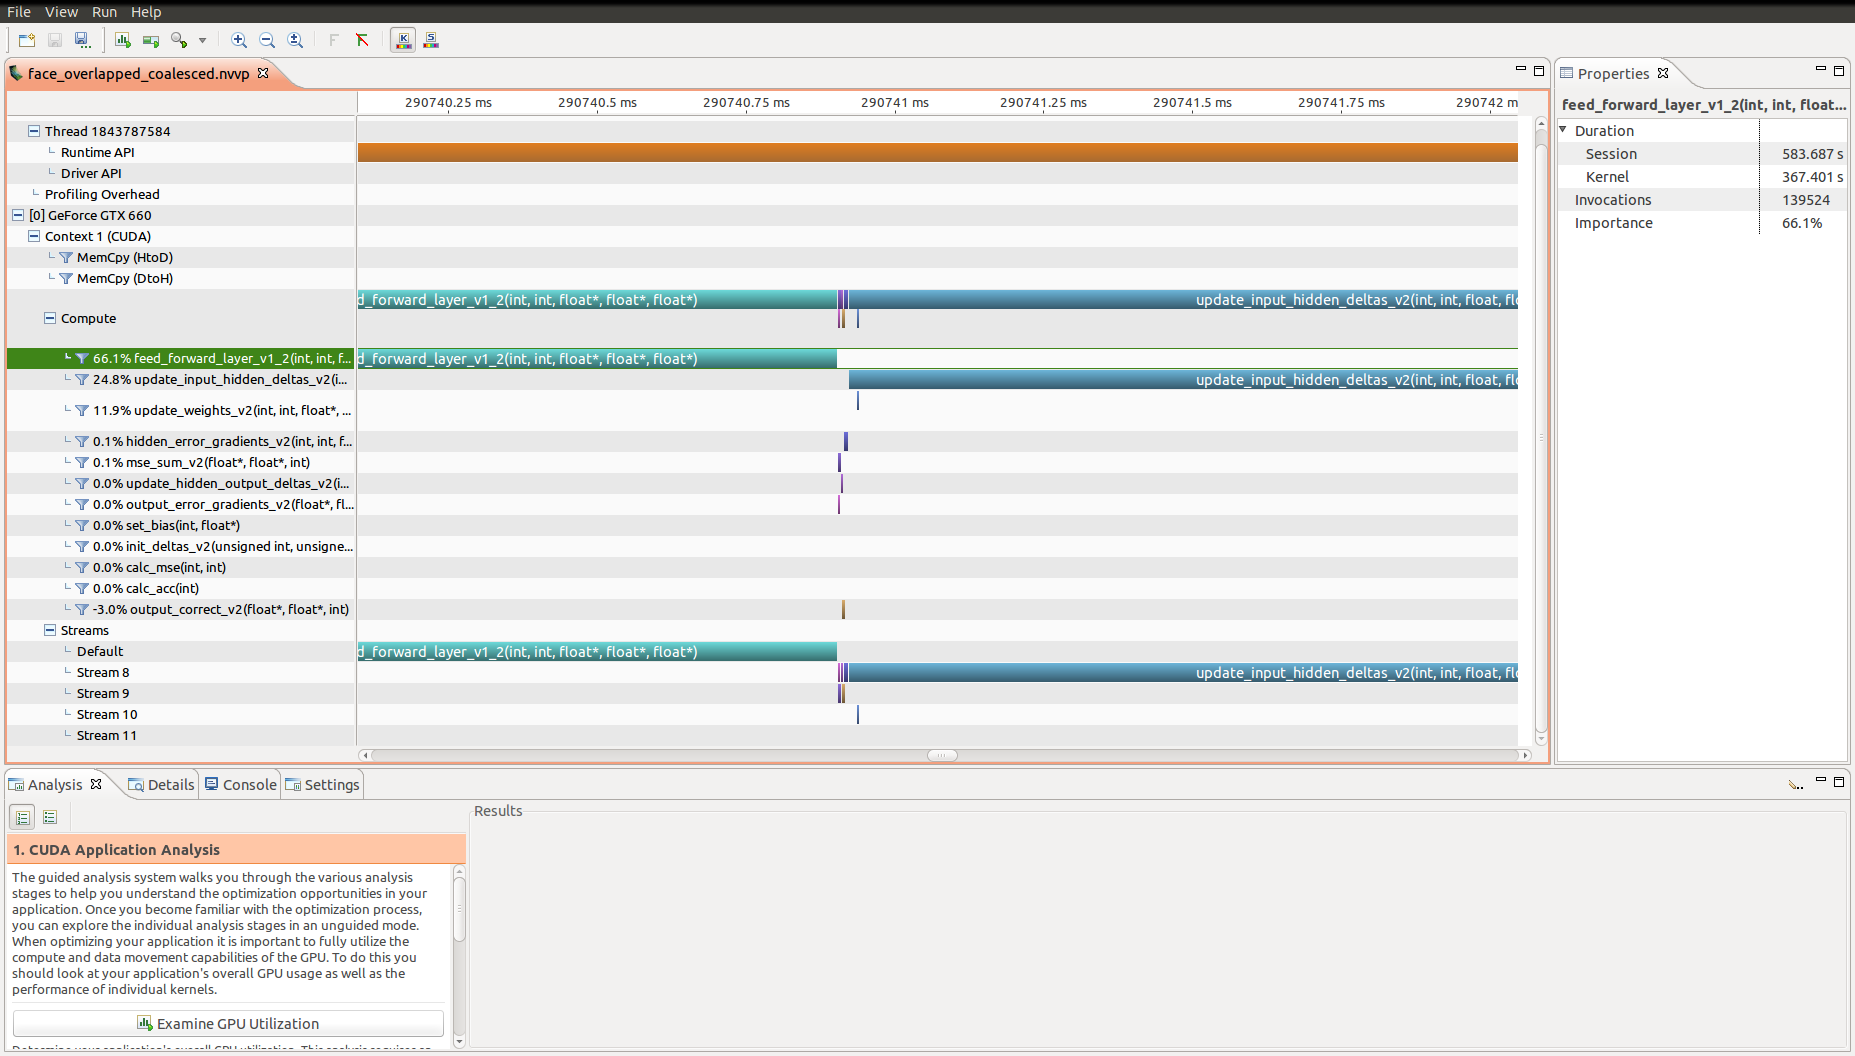 File View Run Help
face_overlapped_coalesced.nvvp
290740.25 ms 290740.5 ms 290740.75 ms 290741 ms 290741.25 ms 290741.5 ms 290741.75 ms 290742 m
Thread 1843787584
Runtime API
Driver API
Profiling Overhead
[0] GeForce GTX 660
Context 1 (CUDA)
MemCpy (HtoD)
MemCpy (DtoH)
d_forward_layer_v1_2(int, int, float*, float*, float*) update_input_hidden_deltas_v2(int, int, float, flo
Compute
66.1% feed_forward_layer_v1_2(int, int, f... d_forward_layer_v1_2(int, int, float*, float*, float*)
24.8% update_input_hidden_deltas_v2(i... update_input_hidden_deltas_v2(int, int, float, flo
11.9% update_weights_v2(int, int, float*, ...
0.1% hidden_error_gradients_v2(int, int, f...
0.1% mse_sum_v2(float*, float*, int)
0.0% update_hidden_output_deltas_v2(i...
0.0% output_error_gradients_v2(float*, fl...
0.0% set_bias(int, float*)
0.0% init_deltas_v2(unsigned int, unsigne...
0.0% calc_mse(int, int)
0.0% calc_acc(int)
-3.0% output_correct_v2(float*, float*, int)
Streams
Default d_forward_layer_v1_2(int, int, float*, float*, float*)
Stream 8 update_input_hidden_deltas_v2(int, int, float, flo
Stream 9
Stream 10
Stream 11
Properties
feed_forward_layer_v1_2(int, int, float...
Duration
Session 583.687 s
Kernel 367.401 s
Invocations 139524
Importance 66.1%
Analysis Details Console Settings
Results
1. CUDA Application Analysis
The guided analysis system walks you through the various analysis
stages to help you understand the optimization opportunities in your
application. Once you become familiar with the optimization process,
you can explore the individual analysis stages in an unguided mode.
When optimizing your application it is important to fully utilize the
compute and data movement capabilities of the GPU. To do this you
should look at your application's overall GPU usage as well as the
performance of individual kernels.
Examine GPU Utilization